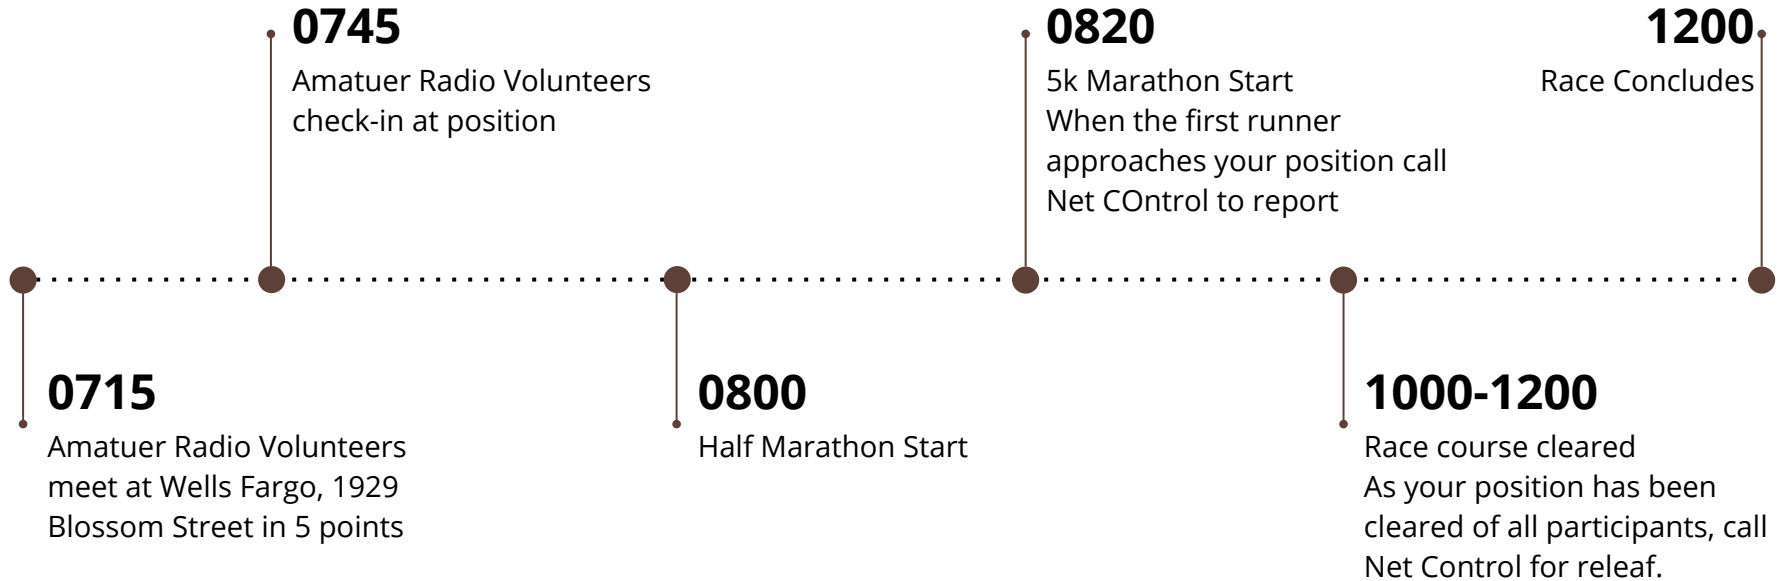 0745
Amatuer Radio Volunteers
check-in at position
0820
5k Marathon Start
When the first runner
approaches your position call
Net COntrol to report
1200
Race Concludes
0715
Amatuer Radio Volunteers
meet at Wells Fargo, 1929
Blossom Street in 5 points
0800
Half Marathon Start
1000-1200
Race course cleared
As your position has been
cleared of all participants, call
Net Control for releaf.